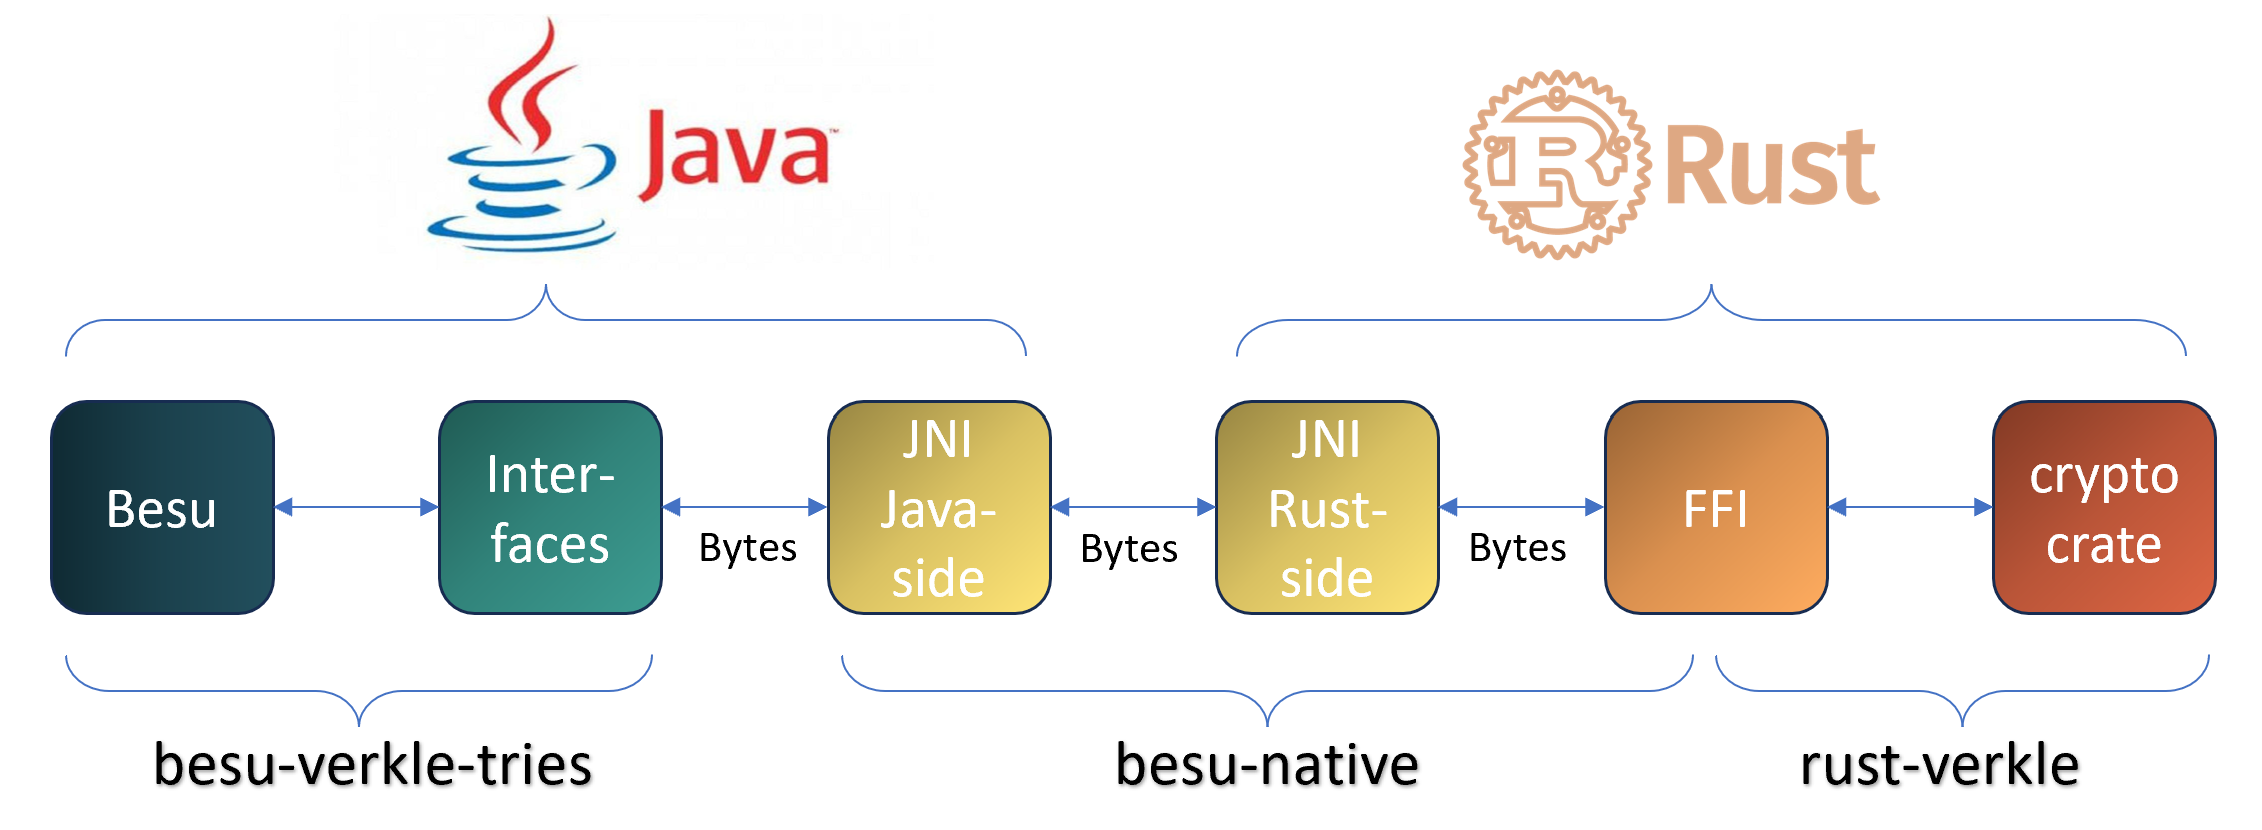 Java™
Rust
Besu
Inter-
faces
Bytes
JNI
Java-
side
Bytes
JNI
Rust-
side
Bytes
FFI
crypto
crate
besu-verkle-tries
besu-native
rust-verkle